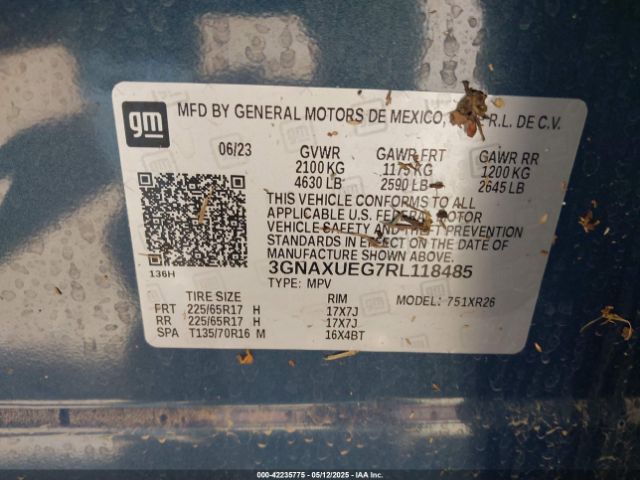 gm
MFD BY GENERAL MOTORS DE MEXICO, R.L. DE C.V.
06/23 GVWR GAWR FRT GAWR RR
2100 KG 1175 KG 1200 KG
4630 LB 2590 LB 2645 LB
THIS VEHICLE CONFORMS TO ALL
APPLICABLE U.S. FEDERAL MOTOR
VEHICLE SAFETY AND THEFT PREVENTION
STANDARDS IN EFFECT ON THE DATE OF
MANUFACTURE SHOWN ABOVE.
3GNAXUEG7RL118485
136H TYPE: MPV
TIRE SIZE RIM MODEL: 751XR26
FRT 225/65R17 H 17X7J
RR 225/65R17 H 17X7J
SPA T135/70R16 M 16X4BT
000-42235775 - 05/12/2025 - IAA Inc.